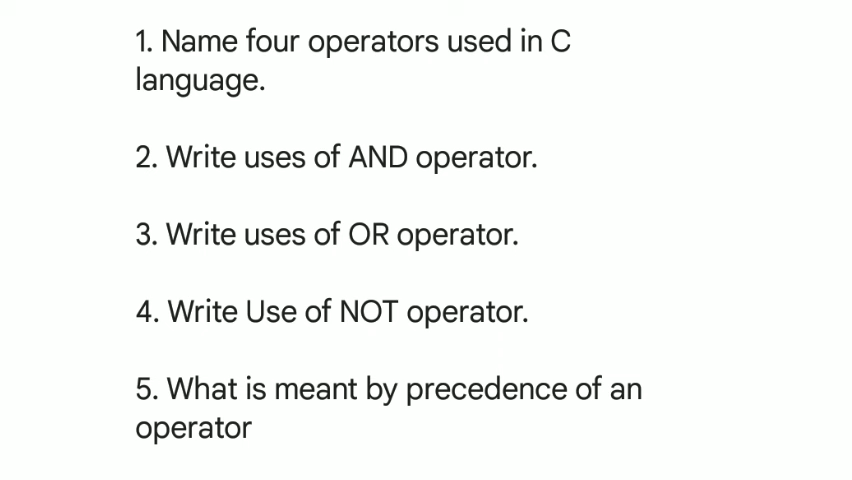 1. Name four operators used in C
language.
2. Write uses of AND operator.
3. Write uses of OR operator.
4. Write Use of NOT operator.
5. What is meant by precedence of an
operator